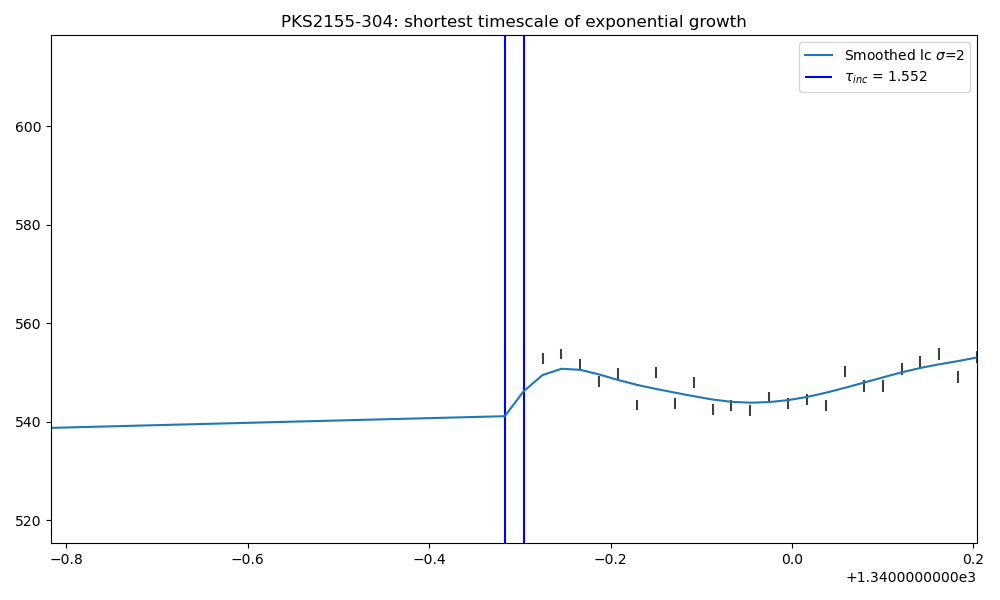 PKS2155-304: shortest timescale of exponential growth
Smoothed lc σ=2
τinc = 1.552
600
580
560
540
520
−0.8
−0.6
−0.4
−0.2
0.0
0.2
+1.3400000000e3